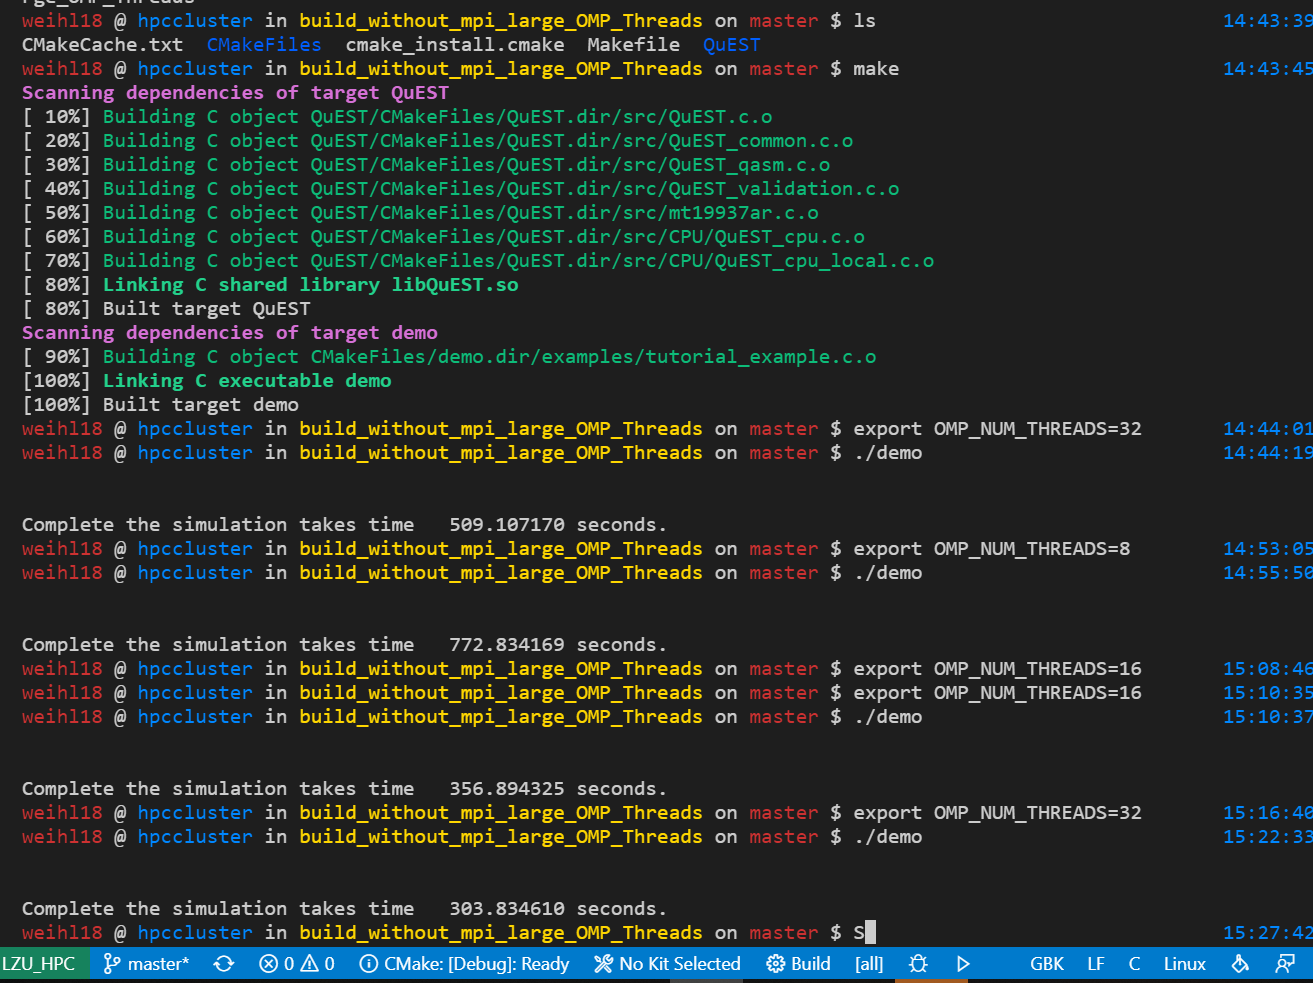 rge_OMP_Threads
weihl18 @ hpccluster in build_without_mpi_large_OMP_Threads on master $ ls 14:43:39
CMakeCache.txt CMakeFiles cmake_install.cmake Makefile QuEST
weihl18 @ hpccluster in build_without_mpi_large_OMP_Threads on master $ make 14:43:45
Scanning dependencies of target QuEST
[ 10%] Building C object QuEST/CMakeFiles/QuEST.dir/src/QuEST.c.o
[ 20%] Building C object QuEST/CMakeFiles/QuEST.dir/src/QuEST_common.c.o
[ 30%] Building C object QuEST/CMakeFiles/QuEST.dir/src/QuEST_qasm.c.o
[ 40%] Building C object QuEST/CMakeFiles/QuEST.dir/src/QuEST_validation.c.o
[ 50%] Building C object QuEST/CMakeFiles/QuEST.dir/src/mt19937ar.c.o
[ 60%] Building C object QuEST/CMakeFiles/QuEST.dir/src/CPU/QuEST_cpu.c.o
[ 70%] Building C object QuEST/CMakeFiles/QuEST.dir/src/CPU/QuEST_cpu_local.c.o
[ 80%] Linking C shared library libQuEST.so
[ 80%] Built target QuEST
Scanning dependencies of target demo
[ 90%] Building C object CMakeFiles/demo.dir/examples/tutorial_example.c.o
[100%] Linking C executable demo
[100%] Built target demo
weihl18 @ hpccluster in build_without_mpi_large_OMP_Threads on master $ export OMP_NUM_THREADS=32 14:44:01
weihl18 @ hpccluster in build_without_mpi_large_OMP_Threads on master $ ./demo 14:44:19
Complete the simulation takes time 509.107170 seconds.
weihl18 @ hpccluster in build_without_mpi_large_OMP_Threads on master $ export OMP_NUM_THREADS=8 14:53:05
weihl18 @ hpccluster in build_without_mpi_large_OMP_Threads on master $ ./demo 14:55:50
Complete the simulation takes time 772.834169 seconds.
weihl18 @ hpccluster in build_without_mpi_large_OMP_Threads on master $ export OMP_NUM_THREADS=16 15:08:46
weihl18 @ hpccluster in build_without_mpi_large_OMP_Threads on master $ export OMP_NUM_THREADS=16 15:10:35
weihl18 @ hpccluster in build_without_mpi_large_OMP_Threads on master $ ./demo 15:10:37
Complete the simulation takes time 356.894325 seconds.
weihl18 @ hpccluster in build_without_mpi_large_OMP_Threads on master $ export OMP_NUM_THREADS=32 15:16:40
weihl18 @ hpccluster in build_without_mpi_large_OMP_Threads on master $ ./demo 15:22:33
Complete the simulation takes time 303.834610 seconds.
weihl18 @ hpccluster in build_without_mpi_large_OMP_Threads on master $ S 15:27:42
LZU_HPC master* 0 0 CMake: [Debug]: Ready No Kit Selected Build [all] GBK LF C Linux